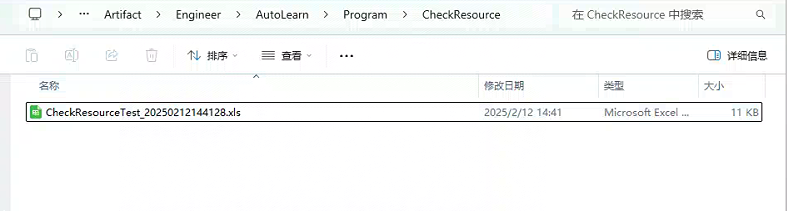 Artifact > Engineer > AutoLearn > Program > CheckResource 在 CheckResource 中搜索
排序 查看 ··· 详细信息
名称 修改日期 类型 大小
CheckResourceTest_20250212144128.xls 2025/2/12 14:41 Microsoft Excel ... 11 KB